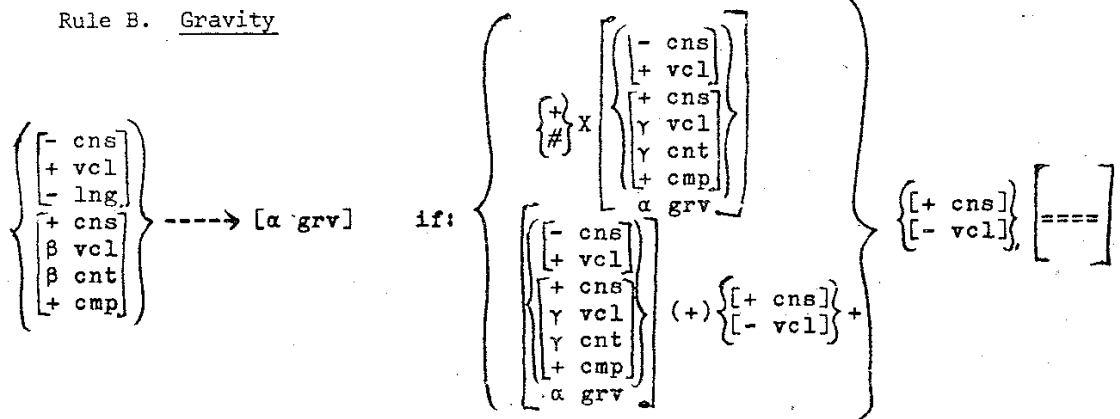 Rule B. Gravity
[- cns]
[+ vcl]
[+ cns]
{+} X [γ vcl]
{#} [γ cnt]
[+ cmp]
α grv
[- cns]
[+ vcl]
[- lng]
[+ cns]
[β vcl]
[β cnt]
[+ cmp]
----> [α grv] if:
{[+ cns]}
{[- vcl]}, [====]
[- cns]
[+ vcl]
[+ cns]
[γ vcl]
[γ cnt]
[+ cmp]
α grv
(+) {[+ cns]} +
{[- vcl]}